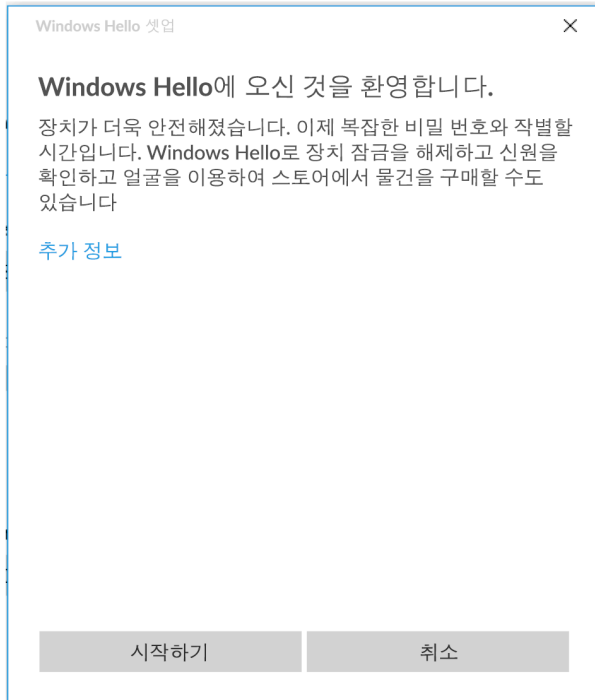 Windows Hello 셋업
Windows Hello에 오신 것을 환영합니다.
장치가 더욱 안전해졌습니다. 이제 복잡한 비밀 번호와 작별할
시간입니다. Windows Hello로 장치 잠금을 해제하고 신원을
확인하고 얼굴을 이용하여 스토어에서 물건을 구매할 수도
있습니다
추가 정보
시작하기 취소